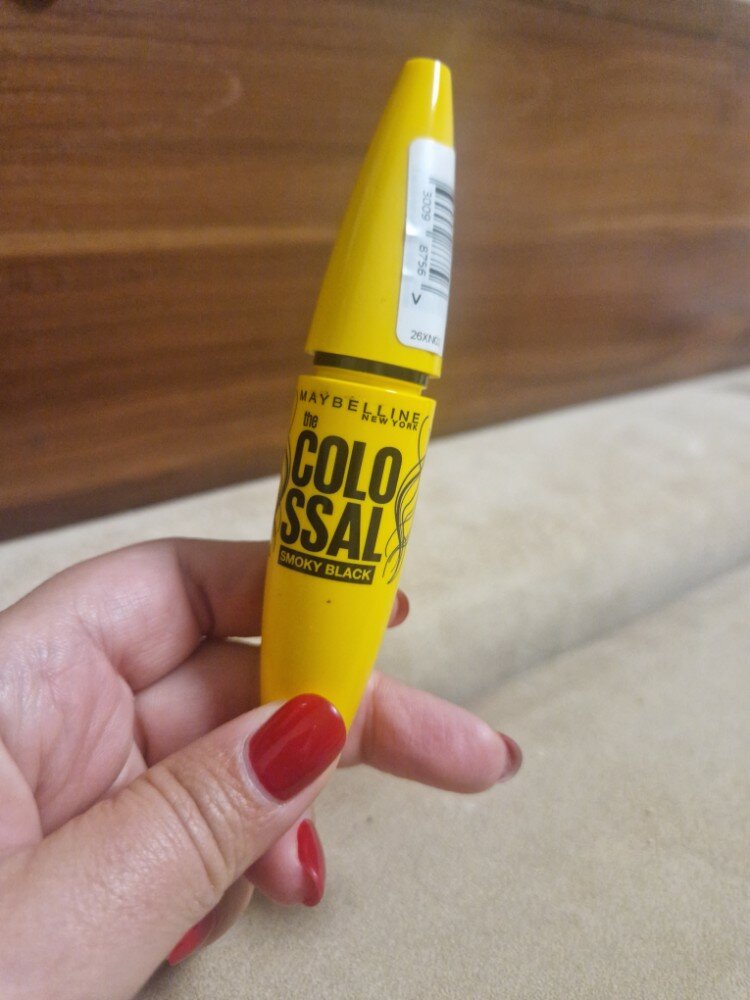 3009 8756
>
26XN0
MAYBELLINE
NEW YORK
the
COLO
SSAL
SMOKY BLACK